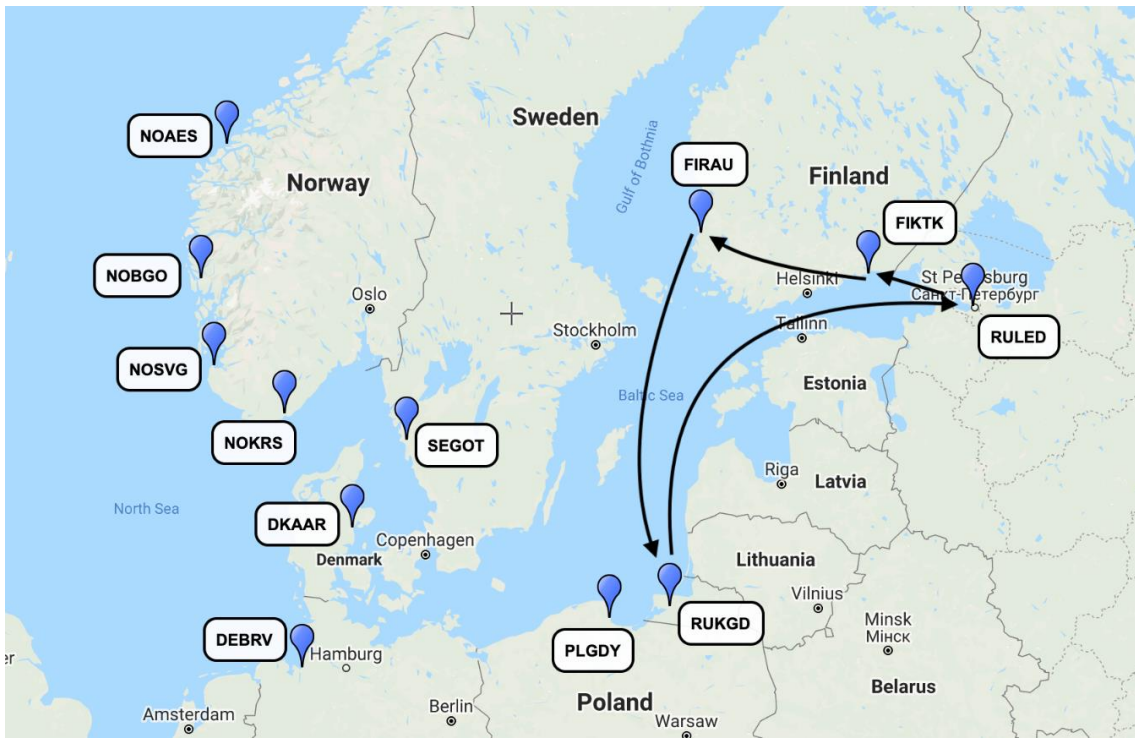 Sweden
NOAES
Norway
Gulf of Bothnia
FIRAU
Finland
FIKTK
NOBGO
Oslo
Helsinki
St Petersburg
Санкт-Петербург
Stockholm
Tallinn
RULED
NOSVG
Estonia
Baltic Sea
NOKRS
SEGOT
Riga
Latvia
North Sea
DKAAR
Copenhagen
Denmark
Lithuania
Vilnius
RUKGD
Minsk
Мінск
DEBRV
Hamburg
PLGDY
Belarus
Poland
Berlin
Amsterdam
Warsaw
er